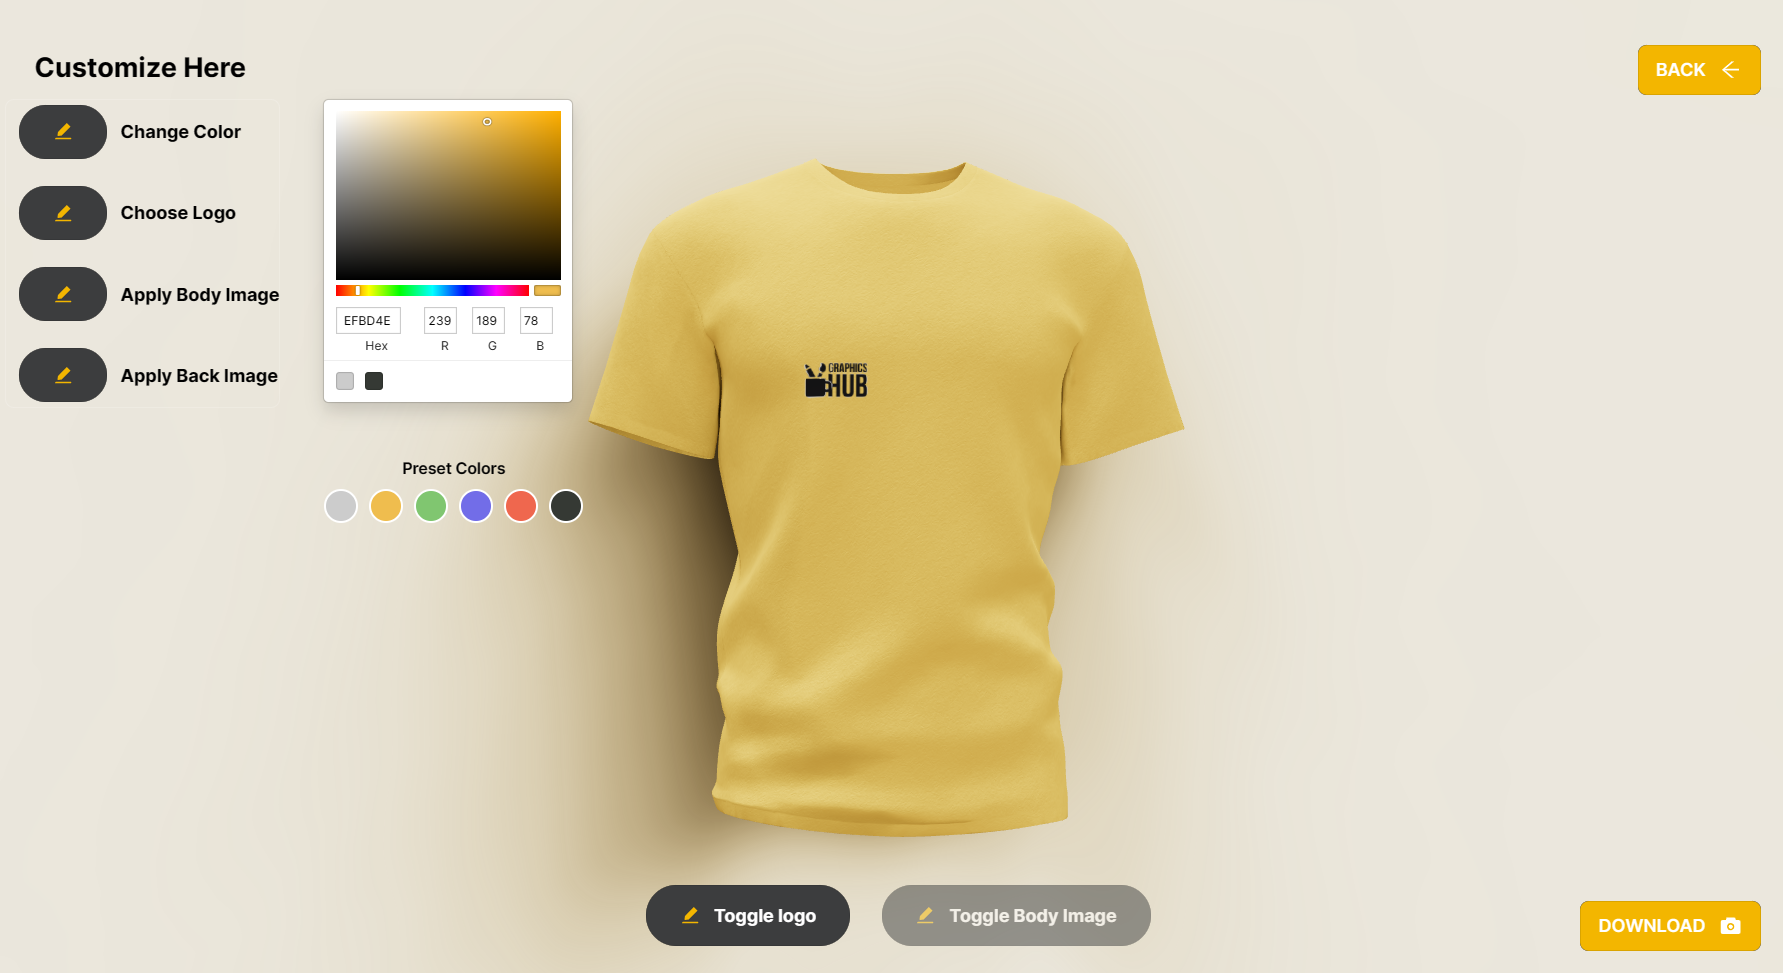 Customize Here
BACK
Change Color
Choose Logo
Apply Body Image
Apply Back Image
EFBD4E 239 189 78
Hex R G B
GRAPHICS
HUB
Preset Colors
Toggle logo
Toggle Body Image
DOWNLOAD